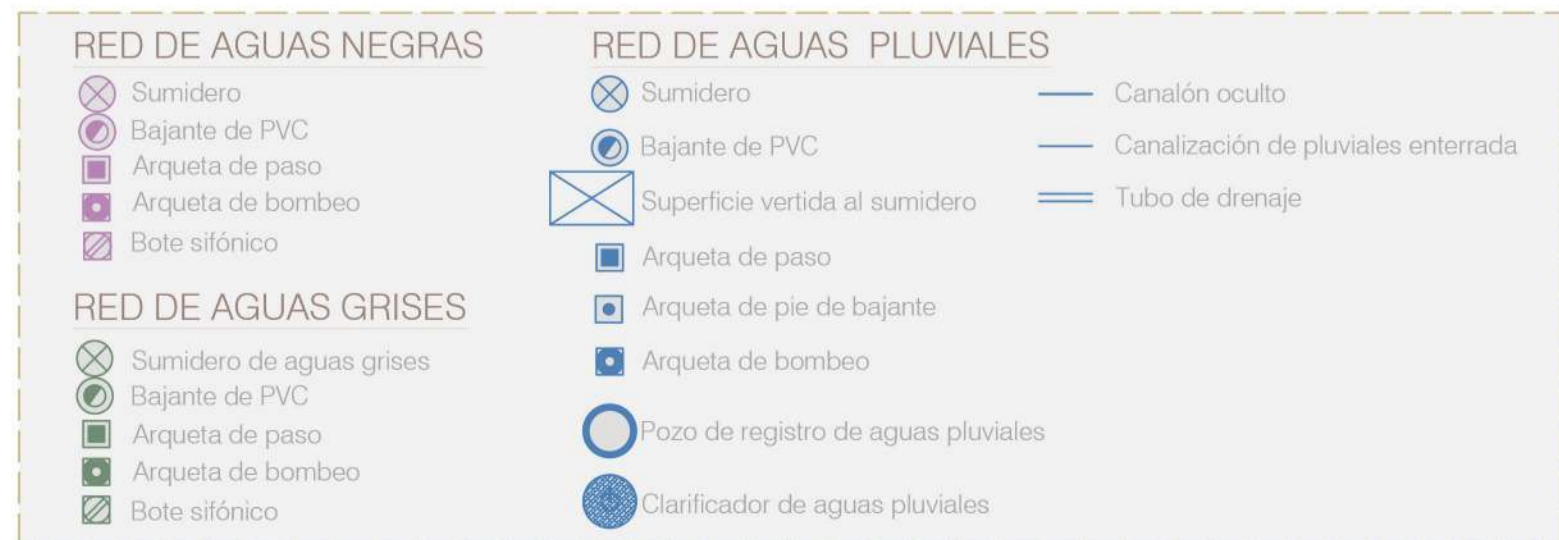 RED DE AGUAS NEGRAS
Sumidero
Bajante de PVC
Arqueta de paso
Arqueta de bombeo
Bote sifónico
RED DE AGUAS GRISES
Sumidero de aguas grises
Bajante de PVC
Arqueta de paso
Arqueta de bombeo
Bote sifónico
RED DE AGUAS PLUVIALES
Sumidero
Bajante de PVC
Superficie vertida al sumidero
Arqueta de paso
Arqueta de pie de bajante
Arqueta de bombeo
Pozo de registro de aguas pluviales
Clarificador de aguas pluviales
Canalón oculto
Canalización de pluviales enterrada
Tubo de drenaje